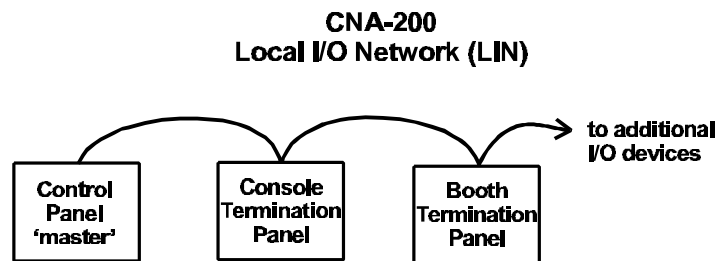 CNA-200
Local I/O Network (LIN)
to additional
I/O devices
Control
Panel
'master'
Console
Termination
Panel
Booth
Termination
Panel